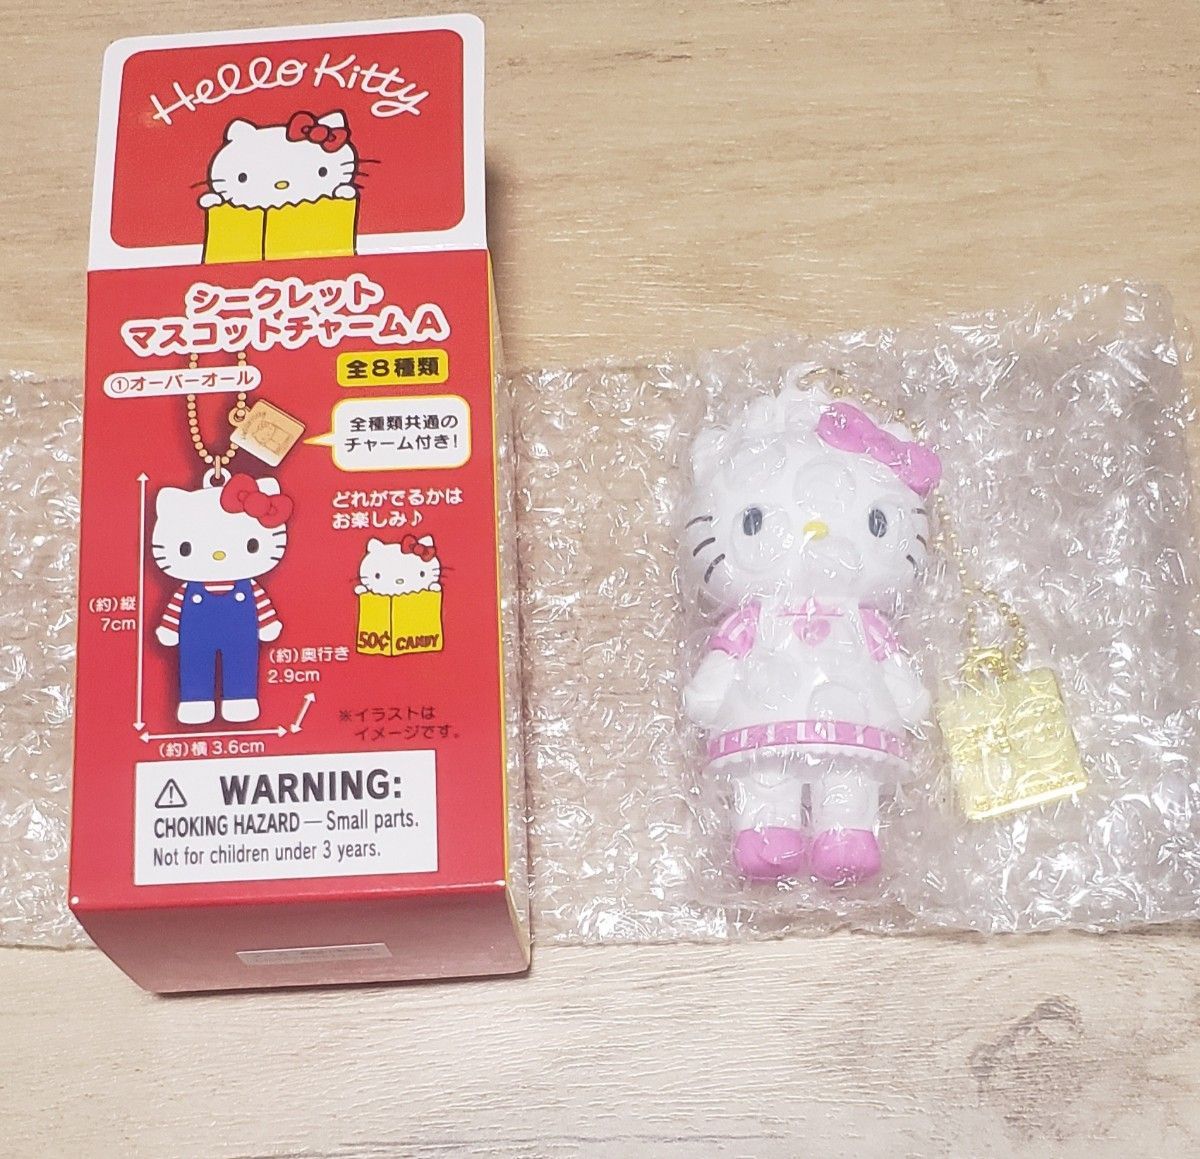 Hello Kitty
シークレット
マスコットチャームA
全8種類
①オーバーオール
全種類共通の
チャーム付き!
どれがでるかは
お楽しみ♪
(約)縦
7cm
50¢ CANDY
(約)奥行き
2.9cm
※イラストは
イメージです。
(約)横3.6cm
WARNING:
CHOKING HAZARD — Small parts.
Not for children under 3 years.